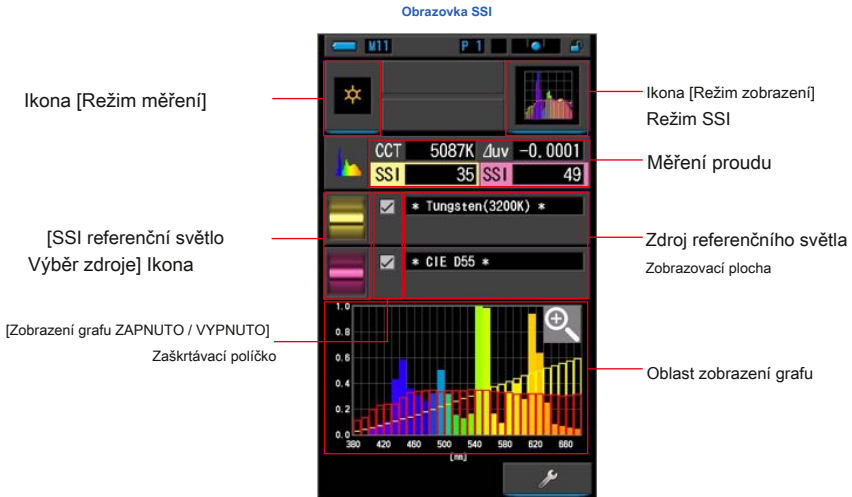 Obrazovka SSI
M11 P 1
Ikona [Režim měření]
Ikona [Režim zobrazení]
Režim SSI
CCT 5087K ⊿uv -0.0001
SSI 35 SSI 49
Měření proudu
* Tungsten(3200K) *
[SSI referenční světlo
Výběr zdroje] Ikona
Zdroj referenčního světla
Zobrazovací plocha
* CIE D55 *
[Zobrazení grafu ZAPNUTO / VYPNUTO]
Zaškrtávací políčko
Oblast zobrazení grafu
1.0
0.8
0.6
0.4
0.2
0.0
380 420 460 500 540 580 620 660
[nm]